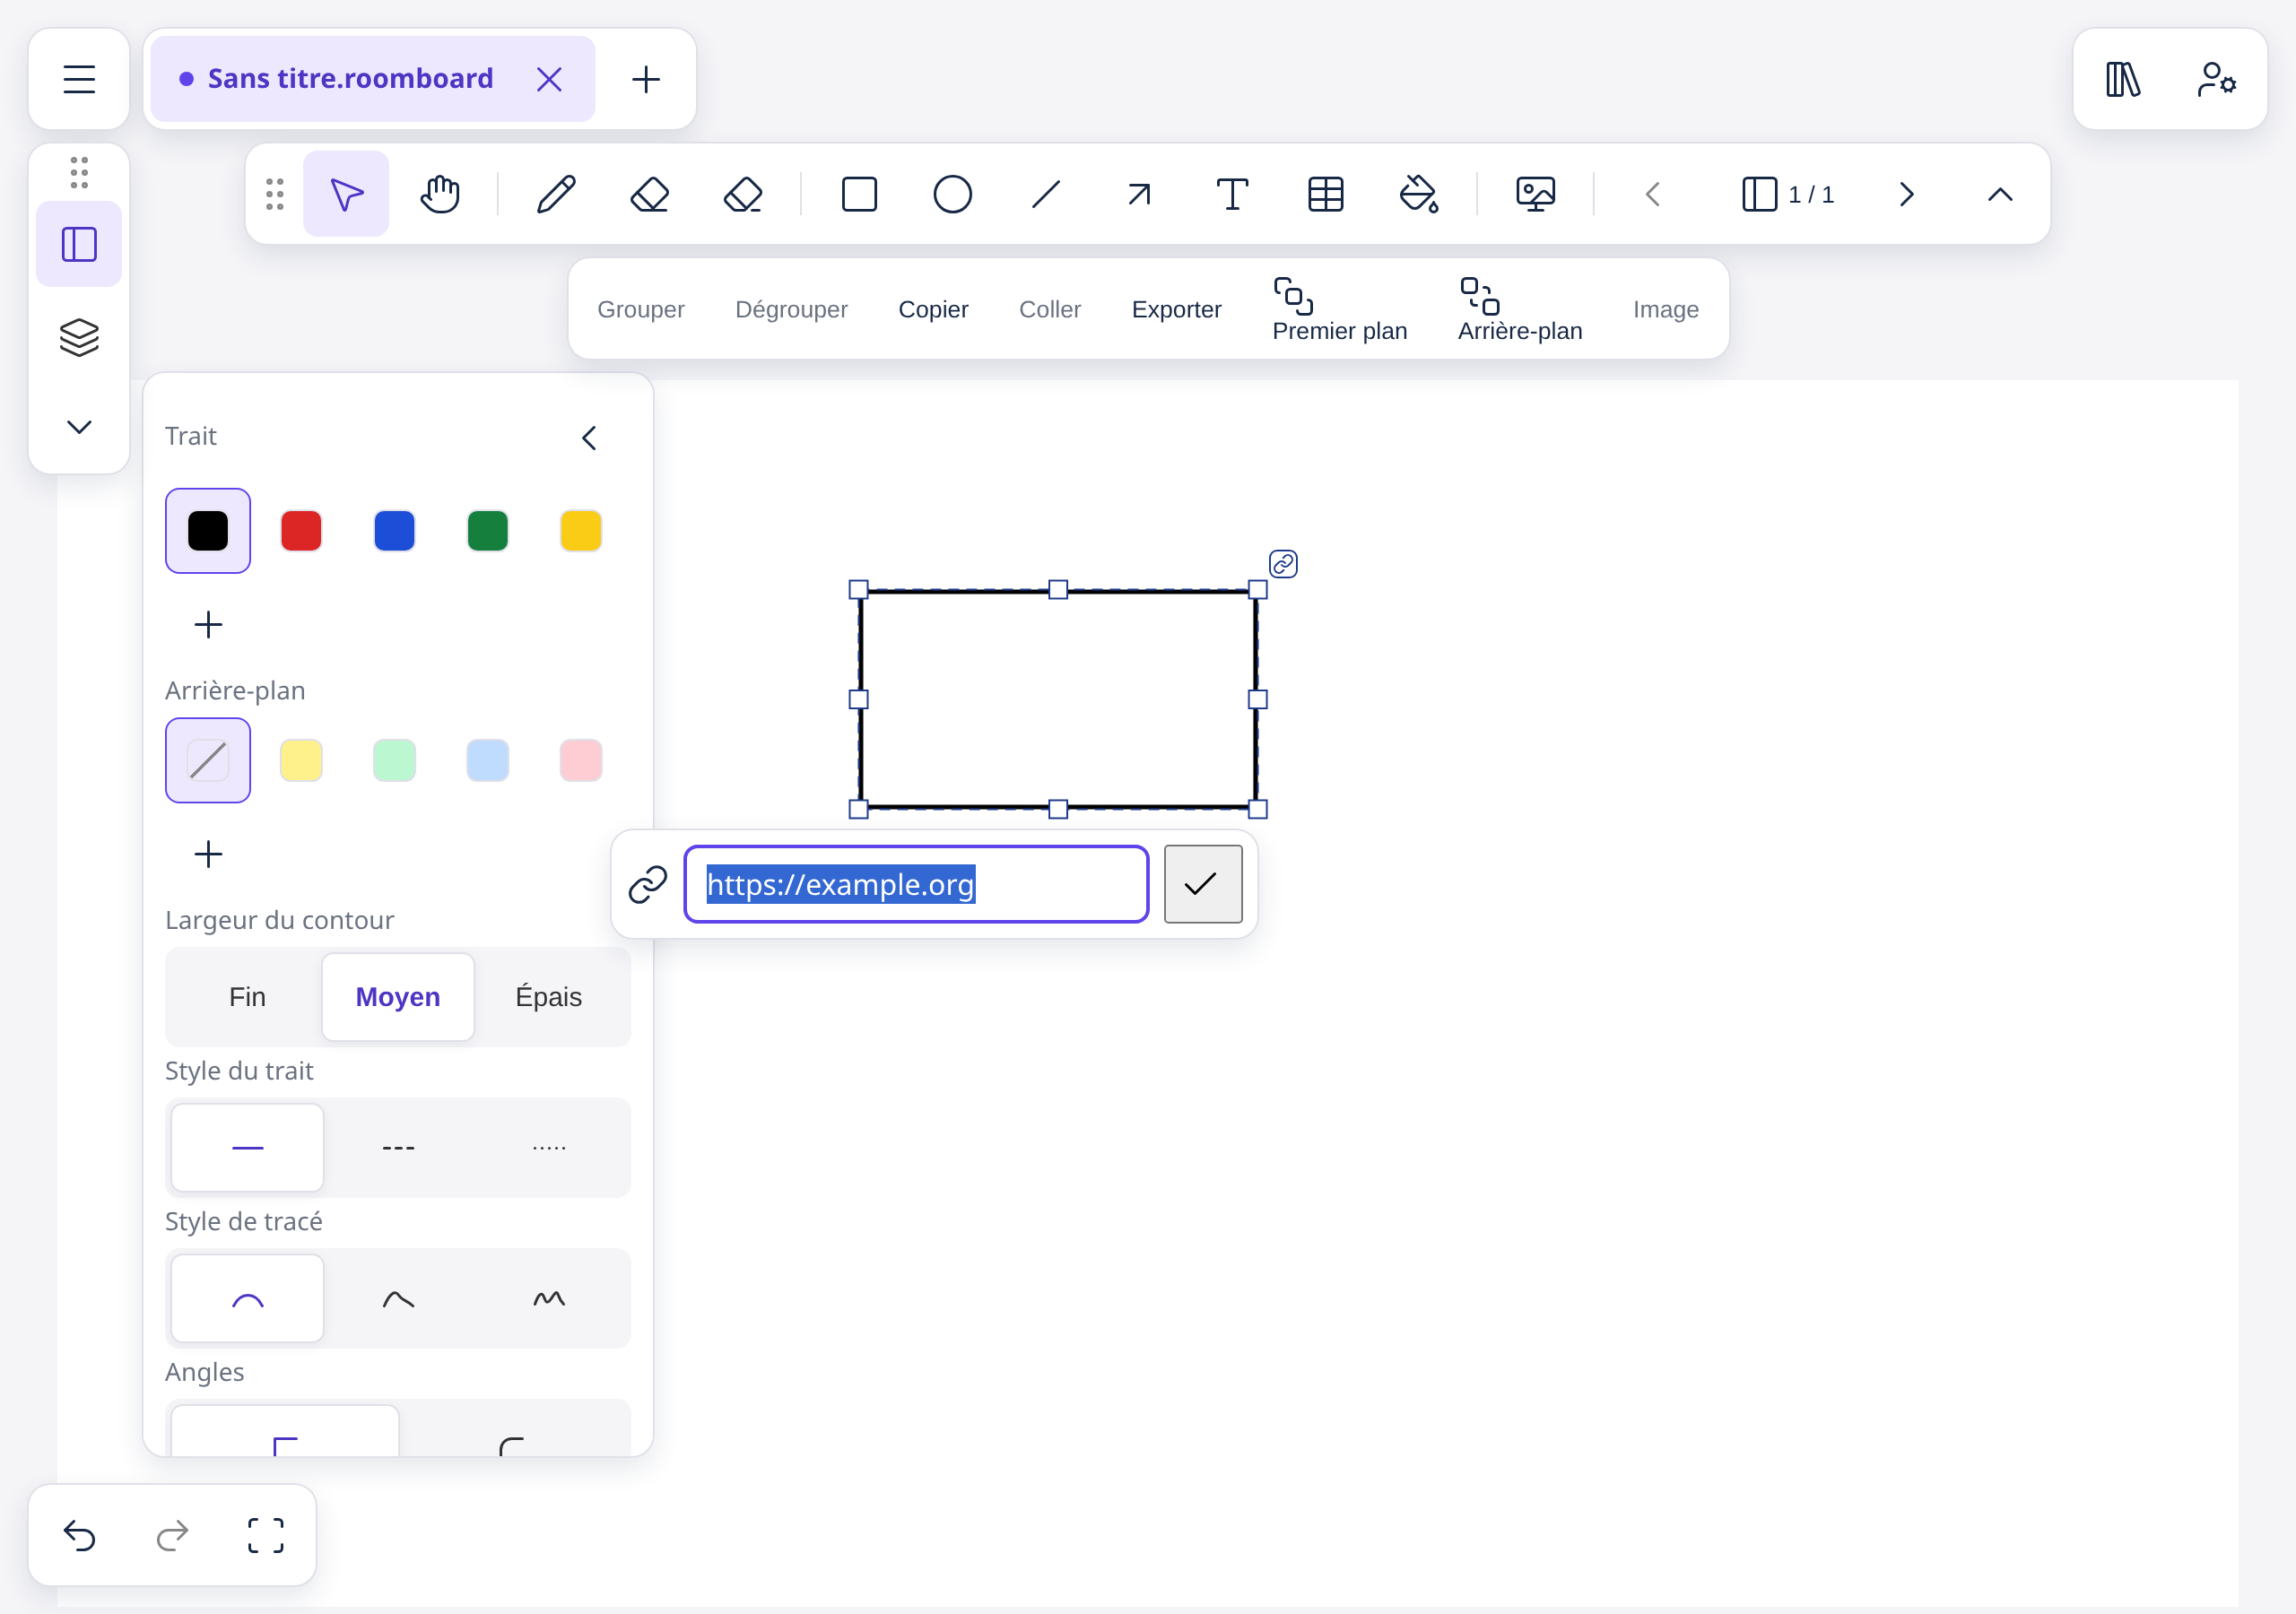 Sans titre.roomboard
1 / 1
Grouper Dégrouper Copier Coller Exporter Premier plan Arrière-plan Image
Trait
Arrière-plan
https://example.org
Largeur du contour
Fin Moyen Épais
Style du trait
Style de tracé
Angles